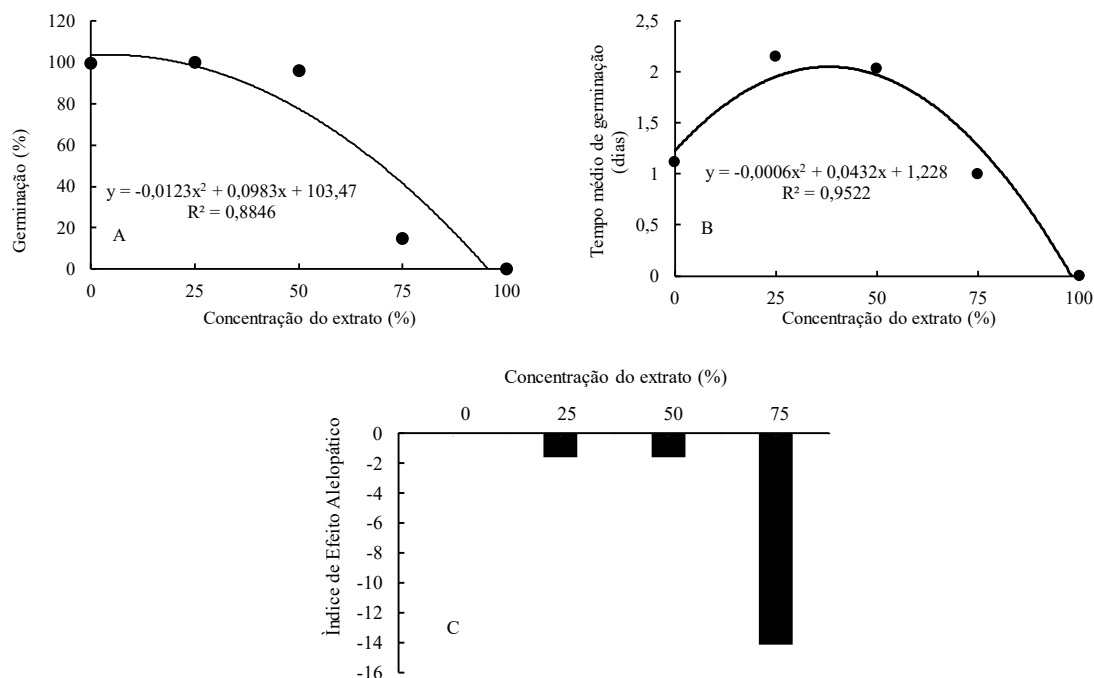 120
100
80
60
40
20
0
Germinação (%)
y = -0,0123x² + 0,0983x + 103,47
R² = 0,8846
A
0 25 50 75 100
Concentração do extrato (%)
2,5
2
1,5
1
0,5
0
Tempo médio de germinação
(dias)
y = -0,0006x² + 0,0432x + 1,228
R² = 0,9522
B
0 25 50 75 100
Concentração do extrato (%)
Concentração do extrato (%)
0 25 50 75
0
-2
-4
-6
-8
-10
-12
-14
-16
Ìndice de Efeito Alelopático
C